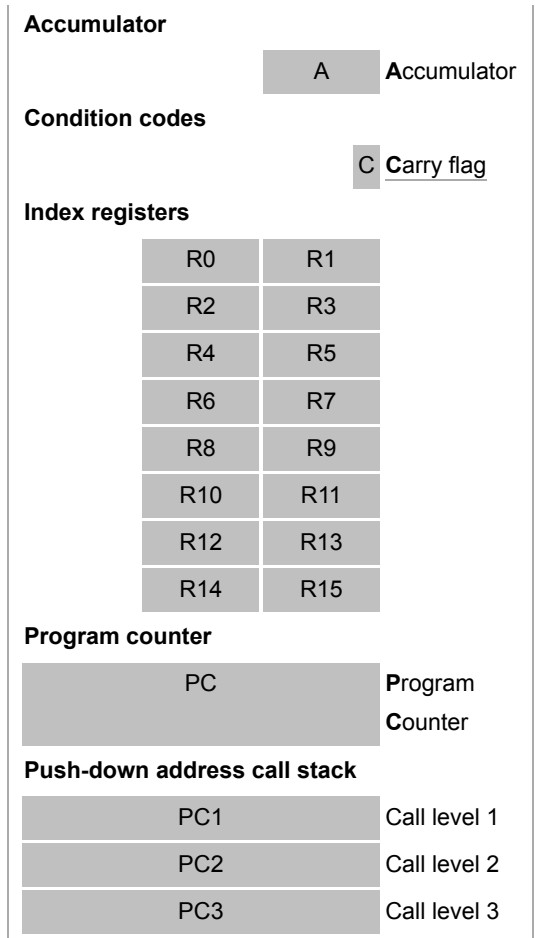 Accumulator
A Accumulator
Condition codes
C Carry flag
Index registers
R0 R1
R2 R3
R4 R5
R6 R7
R8 R9
R10 R11
R12 R13
R14 R15
Program counter
PC Program
Counter
Push-down address call stack
PC1 Call level 1
PC2 Call level 2
PC3 Call level 3